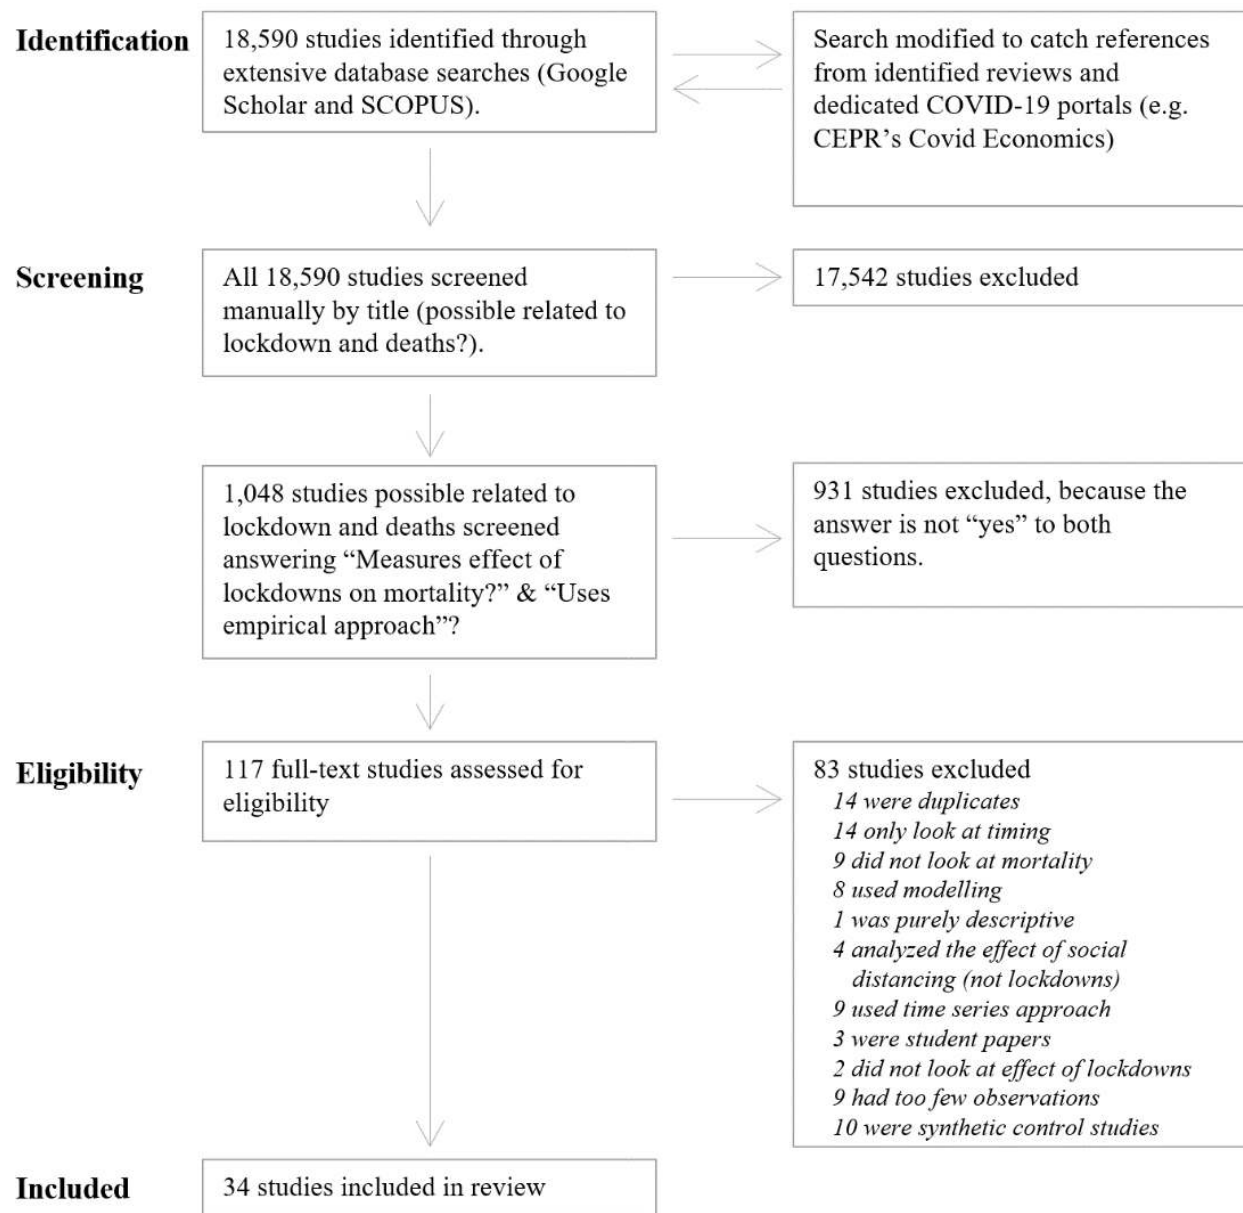 Identification
18,590 studies identified through
extensive database searches (Google
Scholar and SCOPUS).
Search modified to catch references
from identified reviews and
dedicated COVID-19 portals (e.g.
CEPR's Covid Economics)
Screening
All 18,590 studies screened
manually by title (possible related to
lockdown and deaths?).
17,542 studies excluded
1,048 studies possible related to
lockdown and deaths screened
answering “Measures effect of
lockdowns on mortality?” & “Uses
empirical approach”?
931 studies excluded, because the
answer is not “yes” to both
questions.
Eligibility
117 full-text studies assessed for
eligibility
83 studies excluded
14 were duplicates
14 only look at timing
9 did not look at mortality
8 used modelling
1 was purely descriptive
4 analyzed the effect of social
distancing (not lockdowns)
9 used time series approach
3 were student papers
2 did not look at effect of lockdowns
9 had too few observations
10 were synthetic control studies
Included
34 studies included in review